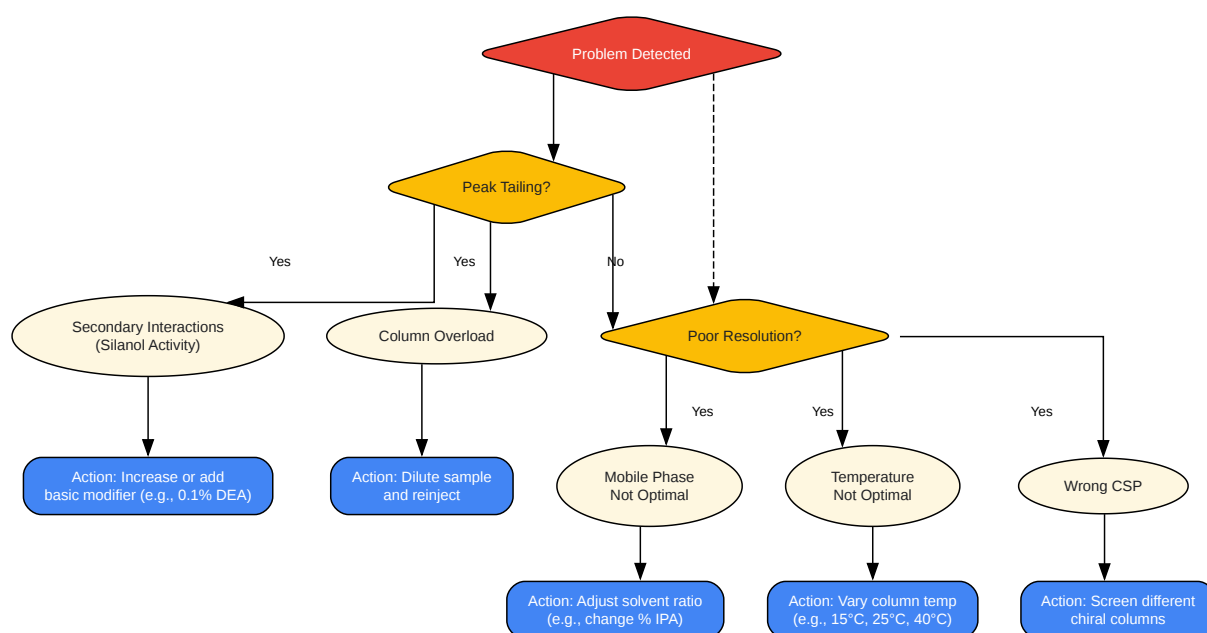 Problem Detected
Peak Tailing?
Yes
Yes
No
Secondary Interactions
(Silanol Activity)
Column Overload
Poor Resolution?
Yes
Yes
Yes
Action: Increase or add
basic modifier (e.g., 0.1% DEA)
Action: Dilute sample
and reinject
Mobile Phase
Not Optimal
Temperature
Not Optimal
Wrong CSP
Action: Adjust solvent ratio
(e.g., change % IPA)
Action: Vary column temp
(e.g., 15°C, 25°C, 40°C)
Action: Screen different
chiral columns